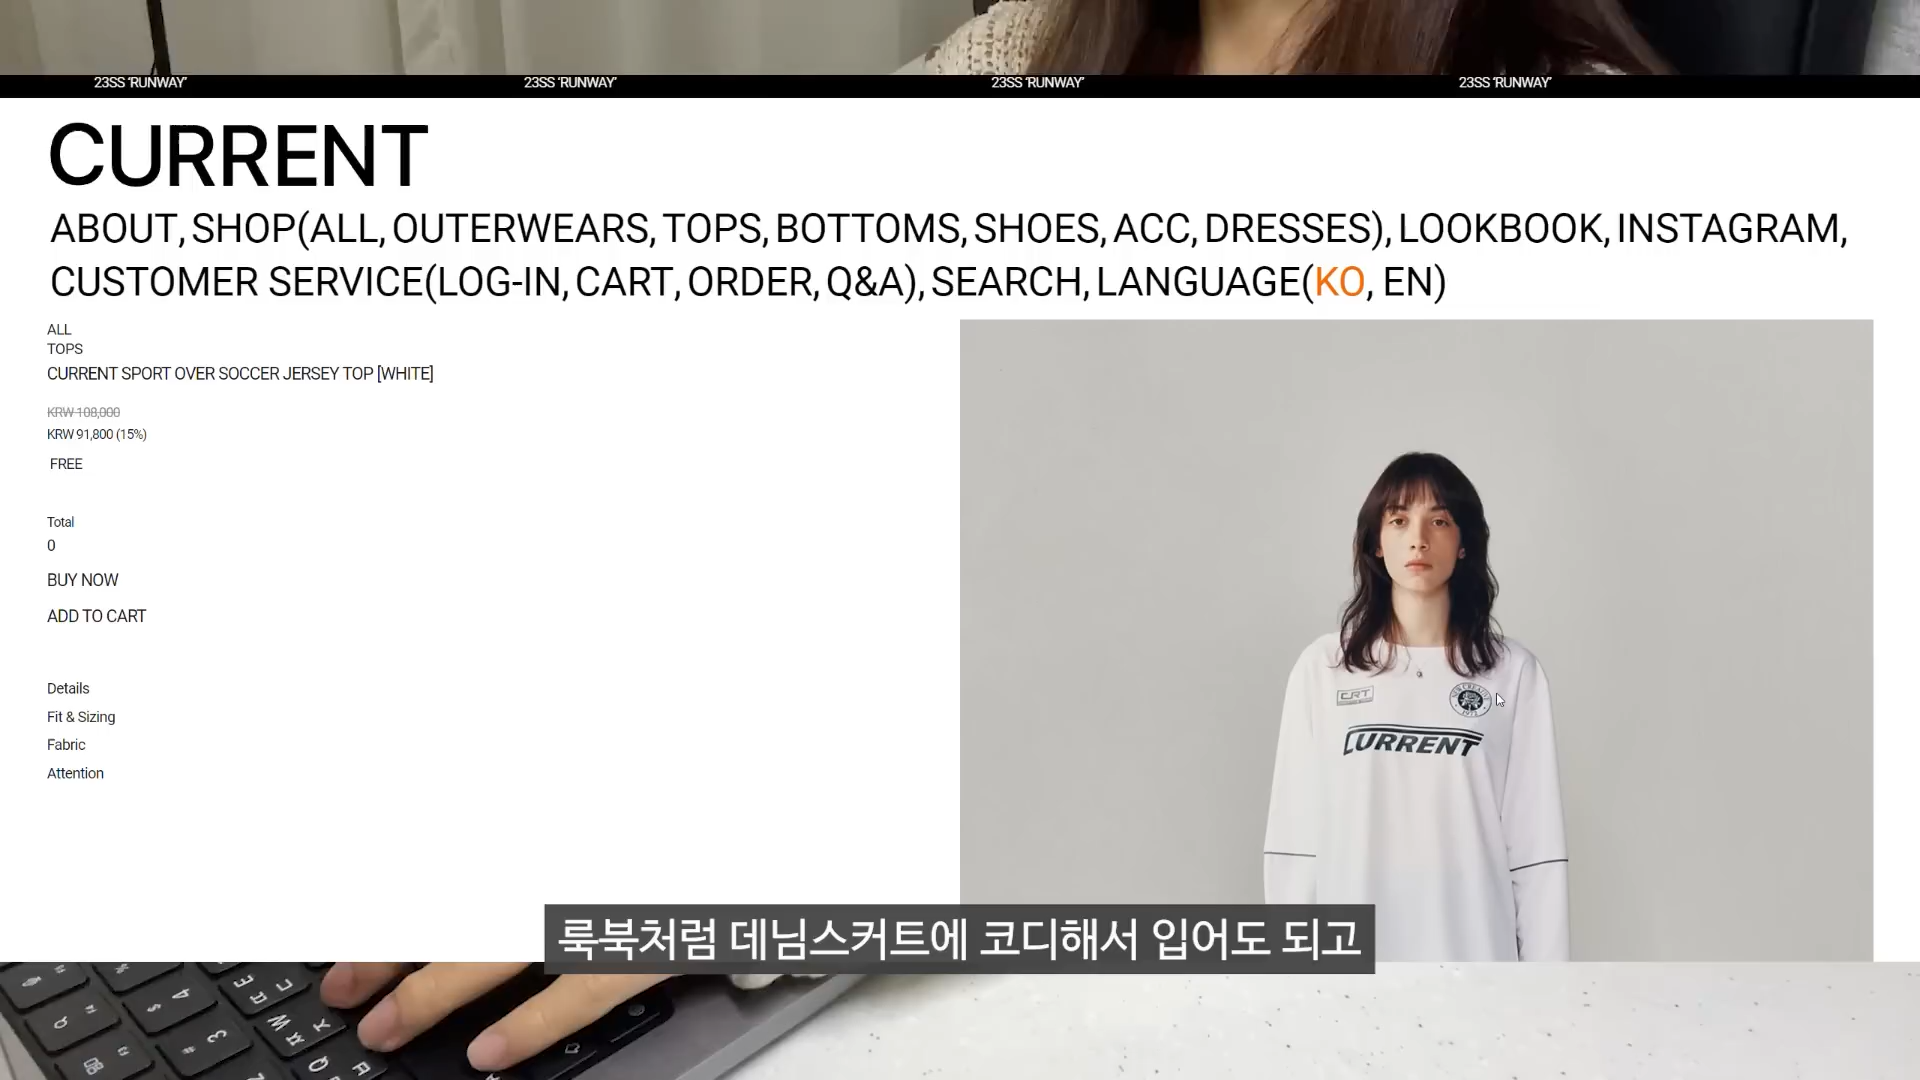 23SS ‘RUNWAY’ 23SS ‘RUNWAY’ 23SS ‘RUNWAY’ 23SS ‘RUNWAY’
CURRENT
ABOUT, SHOP(ALL, OUTERWEARS, TOPS, BOTTOMS, SHOES, ACC, DRESSES), LOOKBOOK, INSTAGRAM,
CUSTOMER SERVICE(LOG-IN, CART, ORDER, Q&A), SEARCH, LANGUAGE(KO, EN)
ALL
TOPS
CURRENT SPORT OVER SOCCER JERSEY TOP [WHITE]
KRW 108,000
KRW 91,800 (15%)
FREE
Total
0
BUY NOW
ADD TO CART
Details
Fit & Sizing
Fabric
Attention
CRT
CURRENT
룩북처럼 데님스커트에 코디해서 입어도 되고